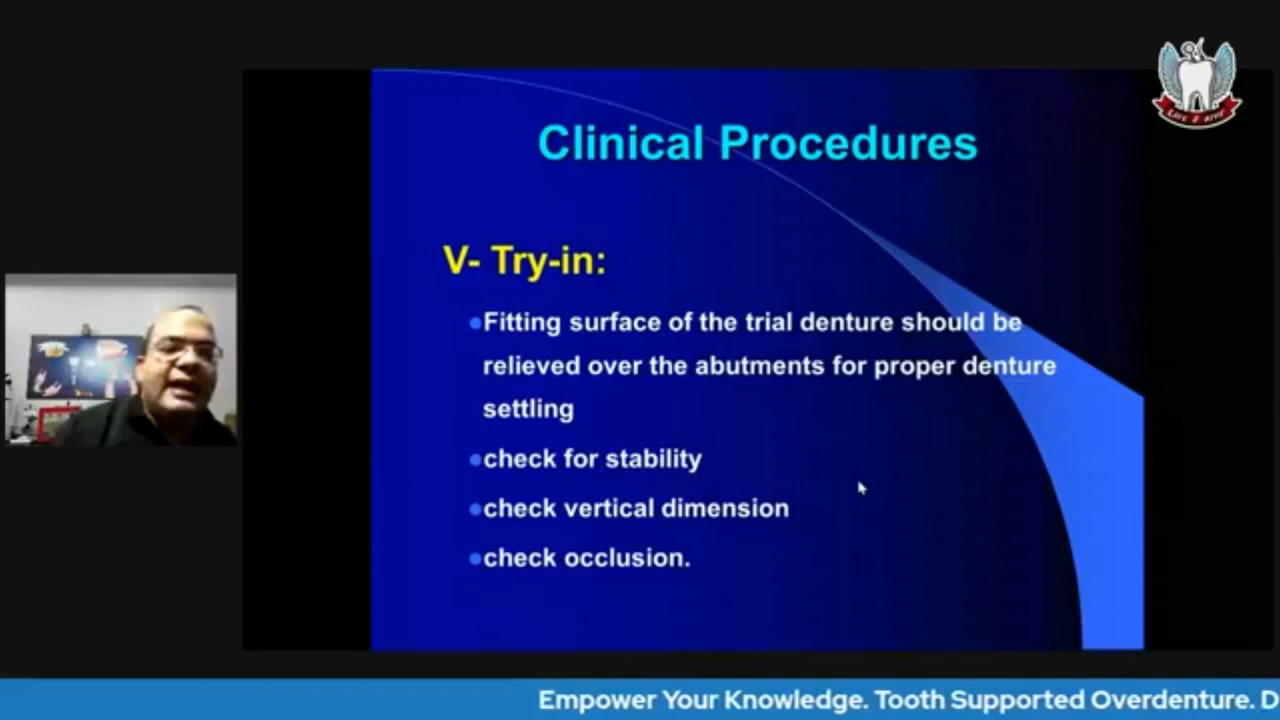 Clinical Procedures
V- Try-in:
Fitting surface of the trial denture should be
relieved over the abutments for proper denture
settling
check for stability
check vertical dimension
check occlusion.
Empower Your Knowledge. Tooth Supported Overdenture. D